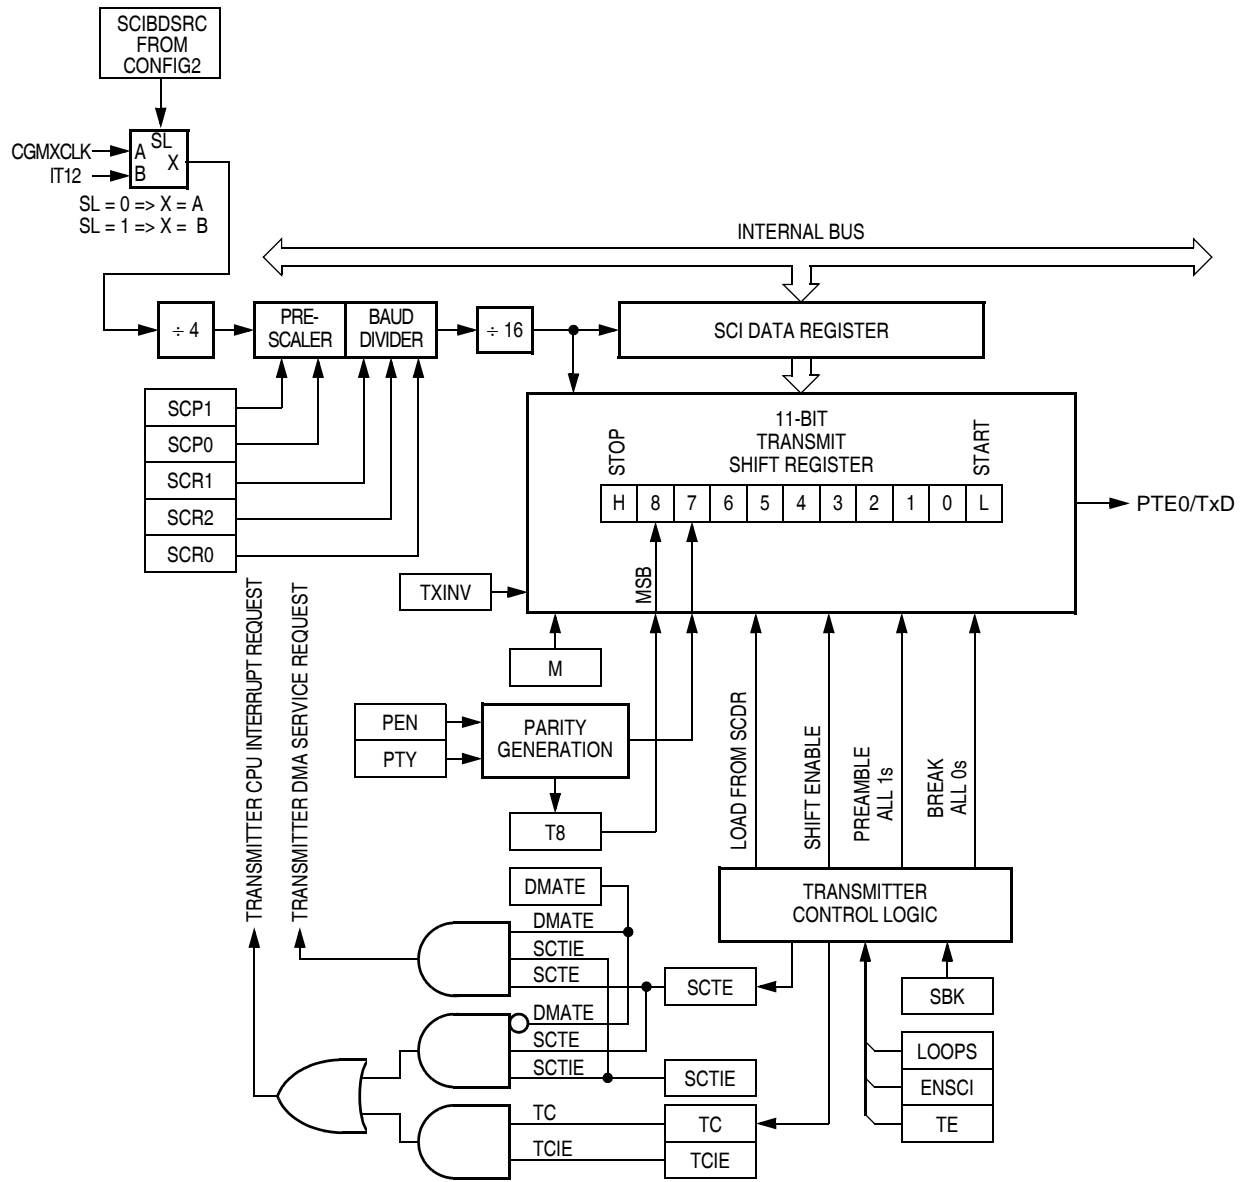 SCIBDSRC
FROM
CONFIG2
SL
CGMXCLK
A
X
IT12
B
SL = 0 => X = A
SL = 1 => X = B
INTERNAL BUS
÷ 4
PRE-
SCALER
BAUD
DIVIDER
÷ 16
SCI DATA REGISTER
SCP1
SCP0
SCR1
SCR2
SCR0
11-BIT
TRANSMIT
SHIFT REGISTER
STOP
START
H 8 7 6 5 4 3 2 1 0 L
PTE0/TxD
MSB
TXINV
M
TRANSMITTER CPU INTERRUPT REQUEST
TRANSMITTER DMA SERVICE REQUEST
PEN
PTY
PARITY
GENERATION
T8
LOAD FROM SCDR
SHIFT ENABLE
PREAMBLE
ALL 1s
BREAK
ALL 0s
DMATE
TRANSMITTER
CONTROL LOGIC
DMATE
SCTIE
SCTE
SCTE
SBK
DMATE
SCTE
SCTIE
SCTIE
LOOPS
ENSCI
TE
TC
TC
TCIE
TCIE